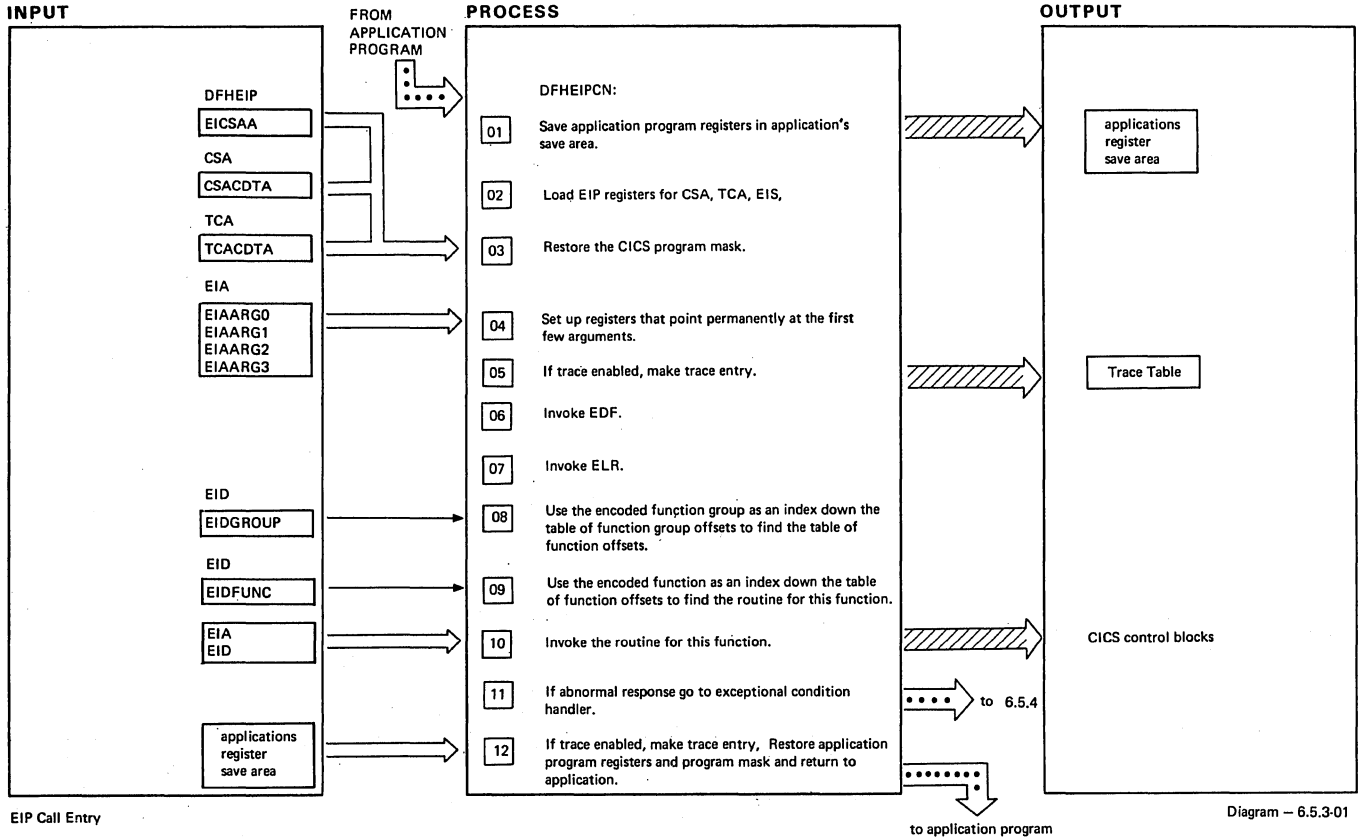 INPUT
FROM
APPLICATION
PROGRAM
PROCESS
OUTPUT
DFHEIP
EICSAA
CSA
CSACDTA
TCA
TCACDTA
EIA
EIAARG0
EIAARG1
EIAARG2
EIAARG3
EID
EIDGROUP
EID
EIDFUNC
EIA
EID
applications
register
save area
DFHEIPCN:
01 Save application program registers in application's
save area.
02 Load EIP registers for CSA, TCA, EIS,
03 Restore the CICS program mask.
04 Set up registers that point permanently at the first
few arguments.
05 If trace enabled, make trace entry.
06 Invoke EDF.
07 Invoke ELR.
08 Use the encoded function group as an index down the
table of function group offsets to find the table of
function offsets.
09 Use the encoded function as an index down the table
of function offsets to find the routine for this function.
10 Invoke the routine for this function.
11 If abnormal response go to exceptional condition
handler.
12 If trace enabled, make trace entry, Restore application
program registers and program mask and return to
application.
applications
register
save area
Trace Table
CICS control blocks
to 6.5.4
to application program
EIP Call Entry
Diagram – 6.5.3-01